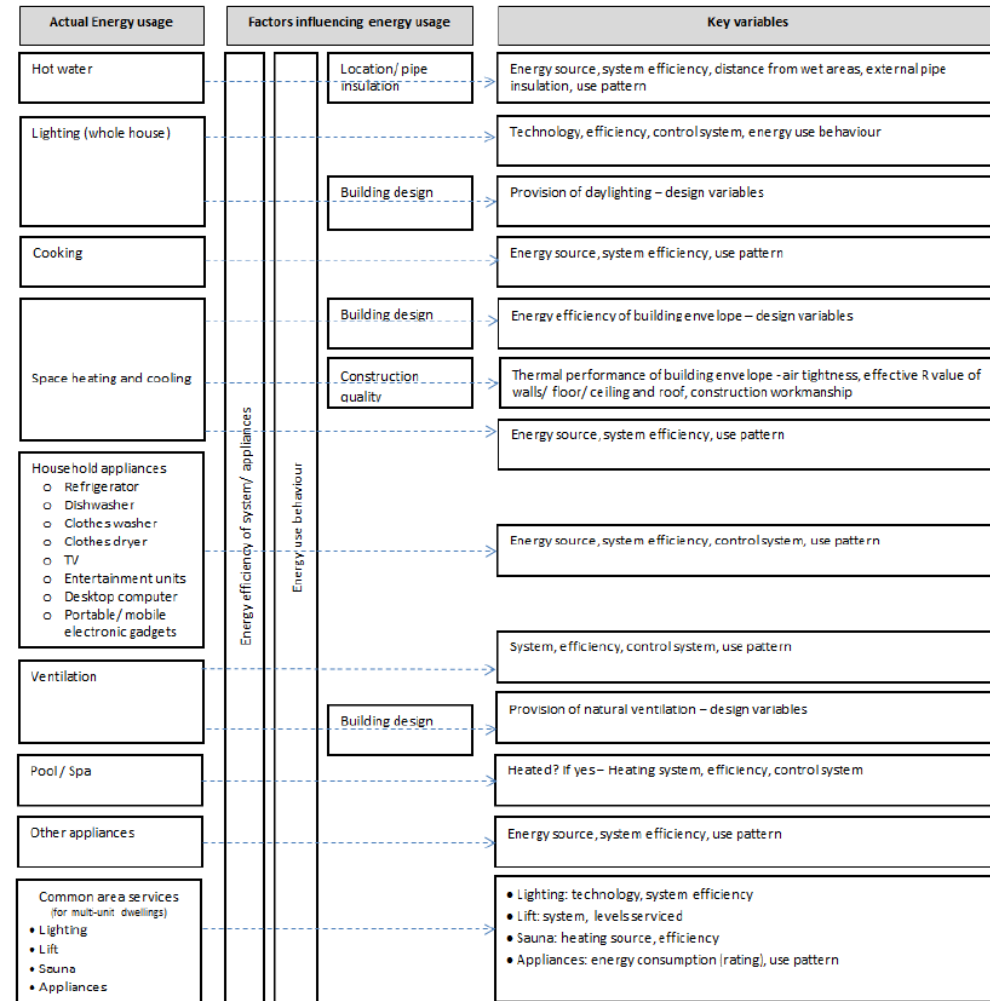 Actual Energy usage
Factors influencing energy usage
Key variables
Hot water
Location/ pipe
insulation
Energy source, system efficiency, distance from wet areas, external pipe
insulation, use pattern
Lighting (whole house)
Technology, efficiency, control system, energy use behaviour
Building design
Provision of daylighting – design variables
Cooking
Energy source, system efficiency, use pattern
Space heating and cooling
Building design
Energy efficiency of building envelope – design variables
Construction
quality
Thermal performance of building envelope - air tightness, effective R value of
walls/ floor/ ceiling and roof, construction workmanship
Energy source, system efficiency, use pattern
Energy efficiency of system/ appliances
Energy use behaviour
Household appliances
o Refrigerator
o Dishwasher
o Clothes washer
o Clothes dryer
o TV
o Entertainment units
o Desktop computer
o Portable/ mobile
electronic gadgets
Energy source, system efficiency, control system, use pattern
Ventilation
System, efficiency, control system, use pattern
Building design
Provision of natural ventilation – design variables
Pool / Spa
Heated? If yes – Heating system, efficiency, control system
Other appliances
Energy source, system efficiency, use pattern
Common area services
(for multi-unit dwellings)
• Lighting
• Lift
• Sauna
• Appliances
• Lighting: technology, system efficiency
• Lift: system, levels serviced
• Sauna: heating source, efficiency
• Appliances: energy consumption (rating), use pattern